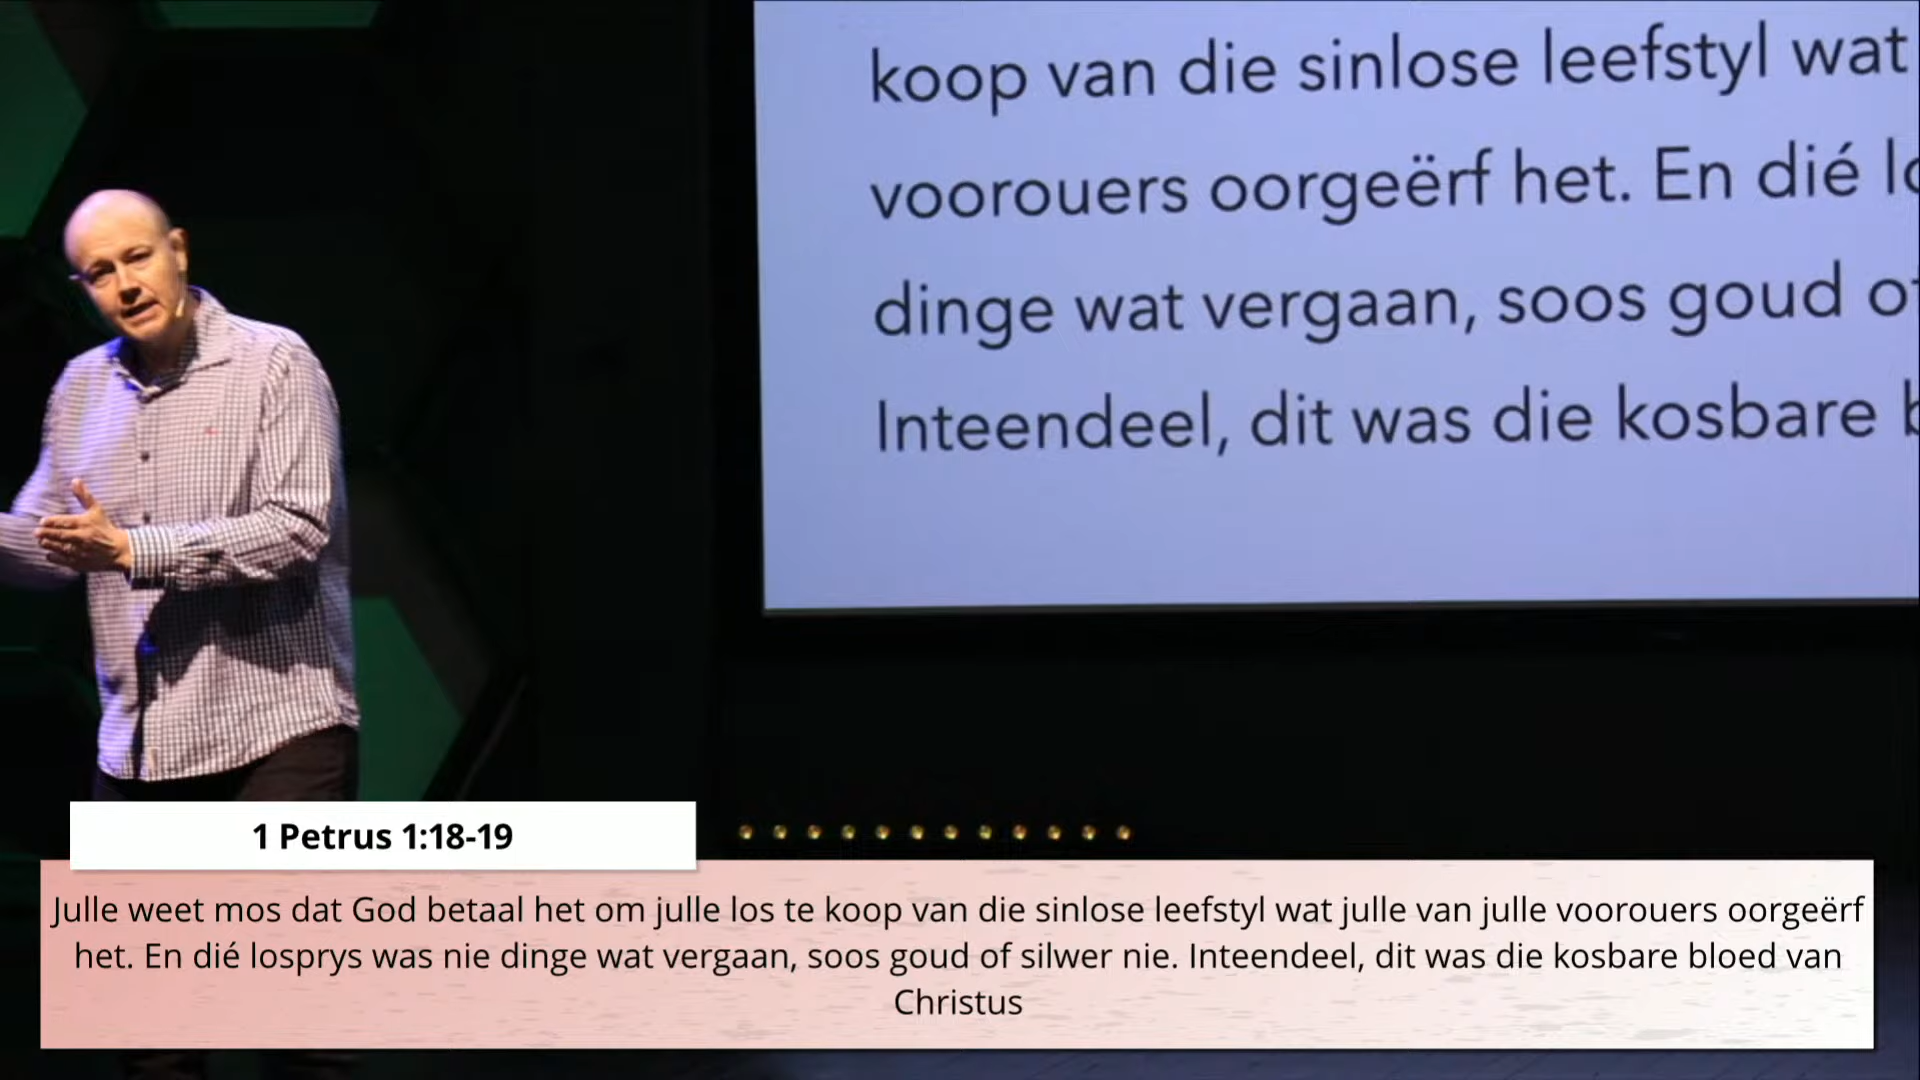 koop van die sinlose leefstyl wat
voorouers oorgeërf het. En dié
dinge wat vergaan, soos goud
Inteendeel, dit was die kosbare
1 Petrus 1:18-19
Julle weet mos dat God betaal het om julle los te koop van die sinlose leefstyl wat julle van julle voorouers oorgeërf
het. En dié losprys was nie dinge wat vergaan, soos goud of silwer nie. Inteendeel, dit was die kosbare bloed van
Christus